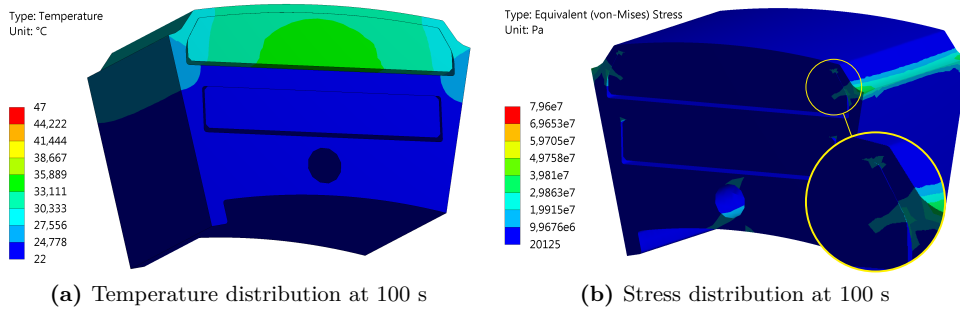 Type: Temperature
Unit: °C
47
44,222
41,444
38,667
35,889
33,111
30,333
27,556
24,778
22
(a) Temperature distribution at 100 s
Type: Equivalent (von-Mises) Stress
Unit: Pa
7,96e7
6,9653e7
5,9705e7
4,9758e7
3,981e7
2,9863e7
1,9915e7
9,9676e6
20125
(b) Stress distribution at 100 s